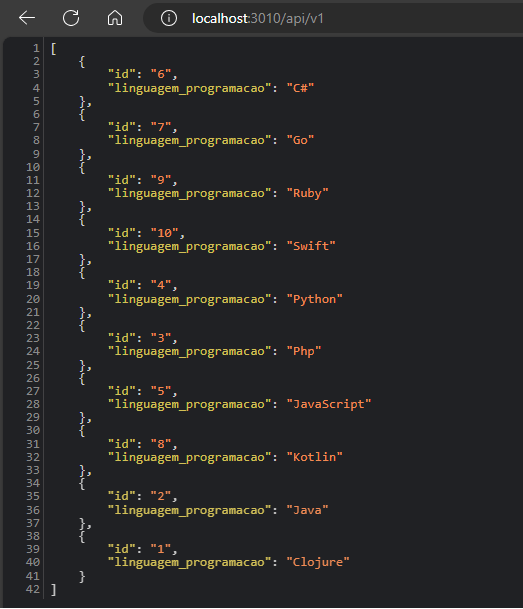 localhost:3010/api/v1
1 [
2     {
3         "id": "6",
4         "linguagem_programacao": "C#"
5     },
6     {
7         "id": "7",
8         "linguagem_programacao": "Go"
9     },
10     {
11         "id": "9",
12         "linguagem_programacao": "Ruby"
13     },
14     {
15         "id": "10",
16         "linguagem_programacao": "Swift"
17     },
18     {
19         "id": "4",
20         "linguagem_programacao": "Python"
21     },
22     {
23         "id": "3",
24         "linguagem_programacao": "Php"
25     },
26     {
27         "id": "5",
28         "linguagem_programacao": "JavaScript"
29     },
30     {
31         "id": "8",
32         "linguagem_programacao": "Kotlin"
33     },
34     {
35         "id": "2",
36         "linguagem_programacao": "Java"
37     },
38     {
39         "id": "1",
40         "linguagem_programacao": "Clojure"
41     }
42 ]